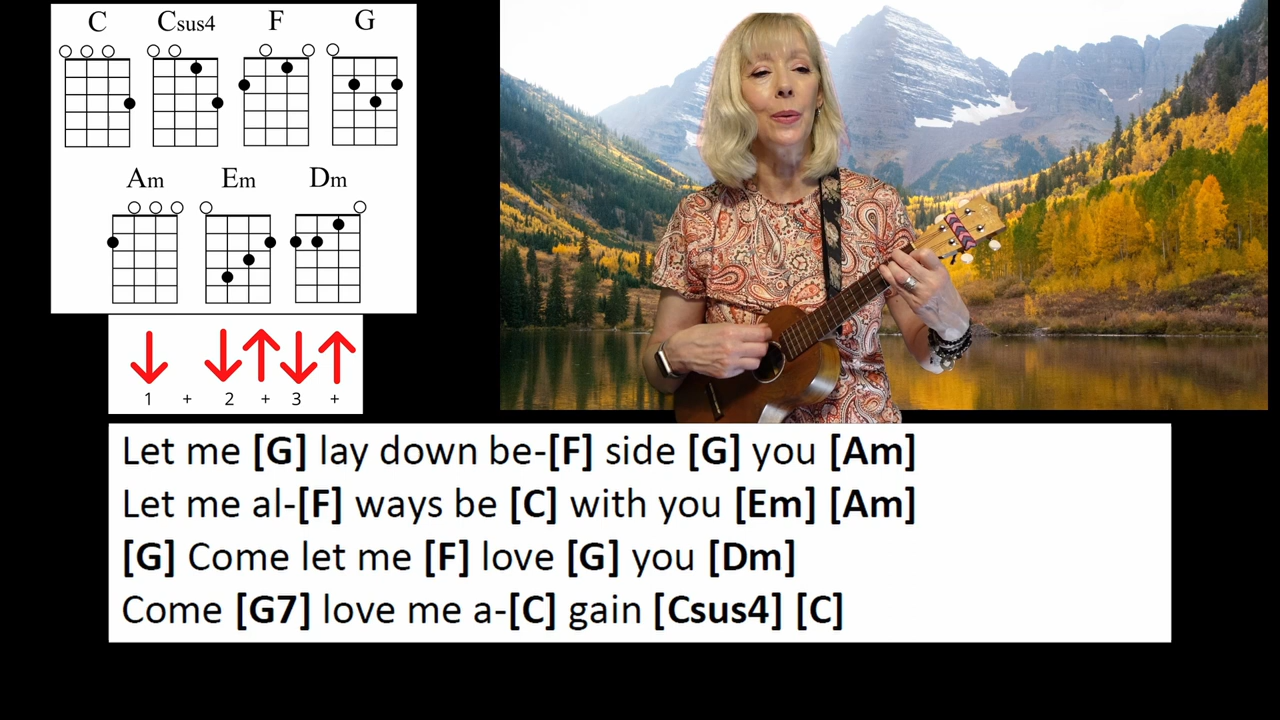 C Csus4 F G
Am Em Dm
1 + 2 + 3 +
Let me [G] lay down be-[F] side [G] you [Am]
Let me al-[F] ways be [C] with you [Em] [Am]
[G] Come let me [F] love [G] you [Dm]
Come [G7] love me a-[C] gain [Csus4] [C]